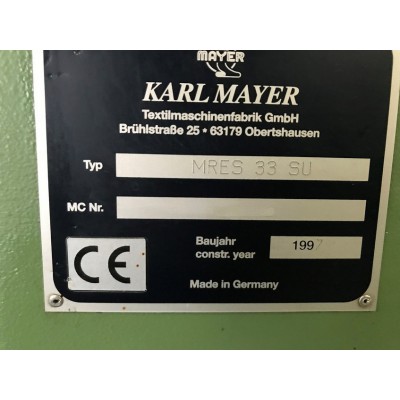 MAYER
KARL MAYER
Textilmaschinenfabrik GmbH
Brühlstraße 25 * 63179 Obertshausen
Typ MRES 33 SU
MC Nr.
CE
Baujahr 1997
constr. year
Made in Germany